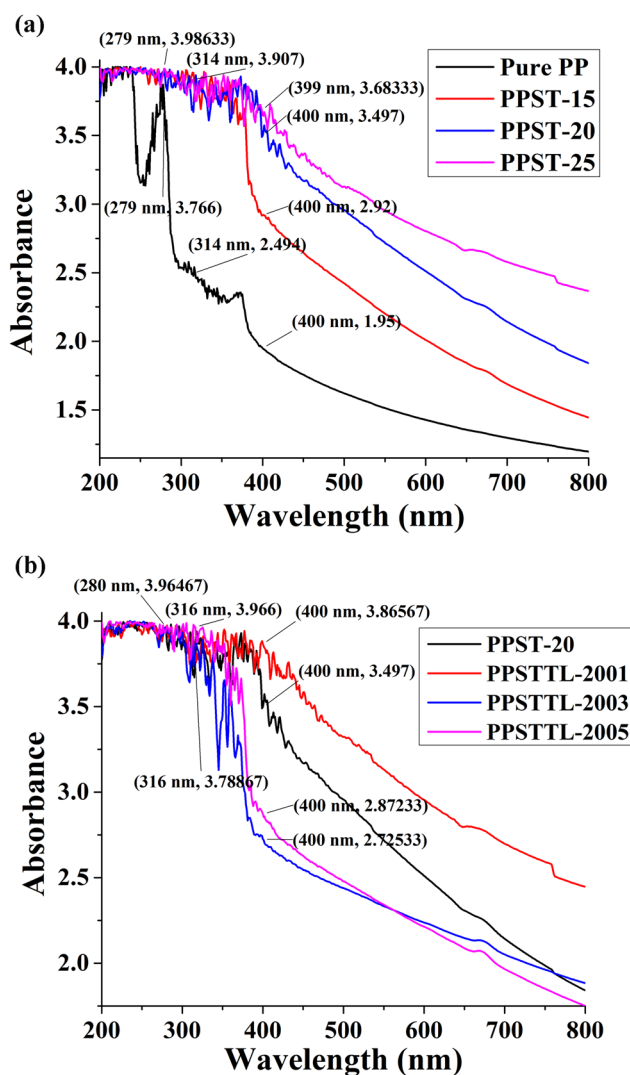 (a)
(279 nm, 3.98633)
(314 nm, 3.907)
(399 nm, 3.68333)
(400 nm, 3.497)
(400 nm, 2.92)
(279 nm, 3.766)
(314 nm, 2.494)
(400 nm, 1.95)
Pure PP
PPST-15
PPST-20
PPST-25
4.0
3.5
3.0
2.5
2.0
1.5
Absorbance
200 300 400 500 600 700 800
Wavelength (nm)
(b)
(280 nm, 3.96467)
(316 nm, 3.966)
(400 nm, 3.86567)
(400 nm, 3.497)
(316 nm, 3.78867)
(400 nm, 2.87233)
(400 nm, 2.72533)
PPST-20
PPSTTL-2001
PPSTTL-2003
PPSTTL-2005
4.0
3.5
3.0
2.5
2.0
Absorbance
200 300 400 500 600 700 800
Wavelength (nm)